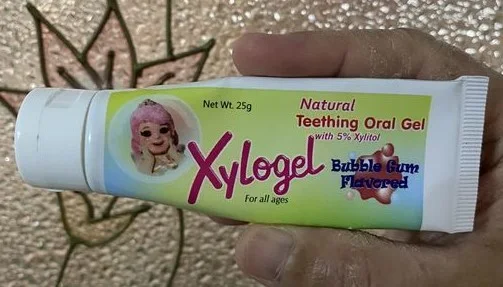 Net Wt. 25g
Natural
Teething Oral Gel
with 5% Xylitol
Xylogel
Bubble Gum
Flavored
For all ages